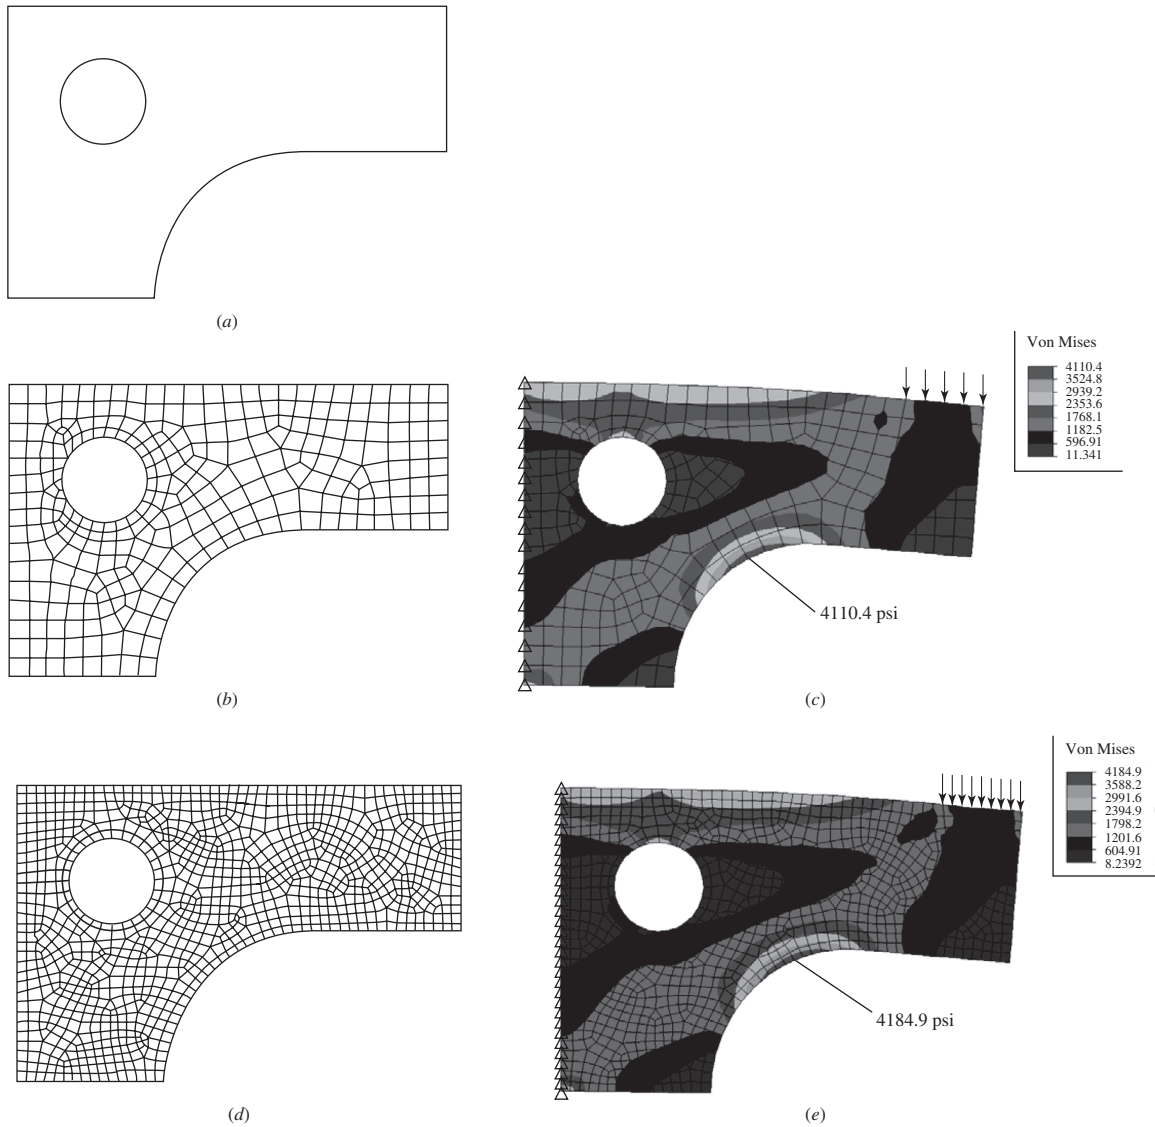 (a)
Von Mises
4110.4
3524.8
2939.2
2353.6
1768.1
1182.5
596.91
11.341
4110.4 psi
(b)
(c)
Von Mises
4184.9
3588.2
2991.6
2394.9
1798.2
1201.6
604.91
8.2392
4184.9 psi
(d)
(e)